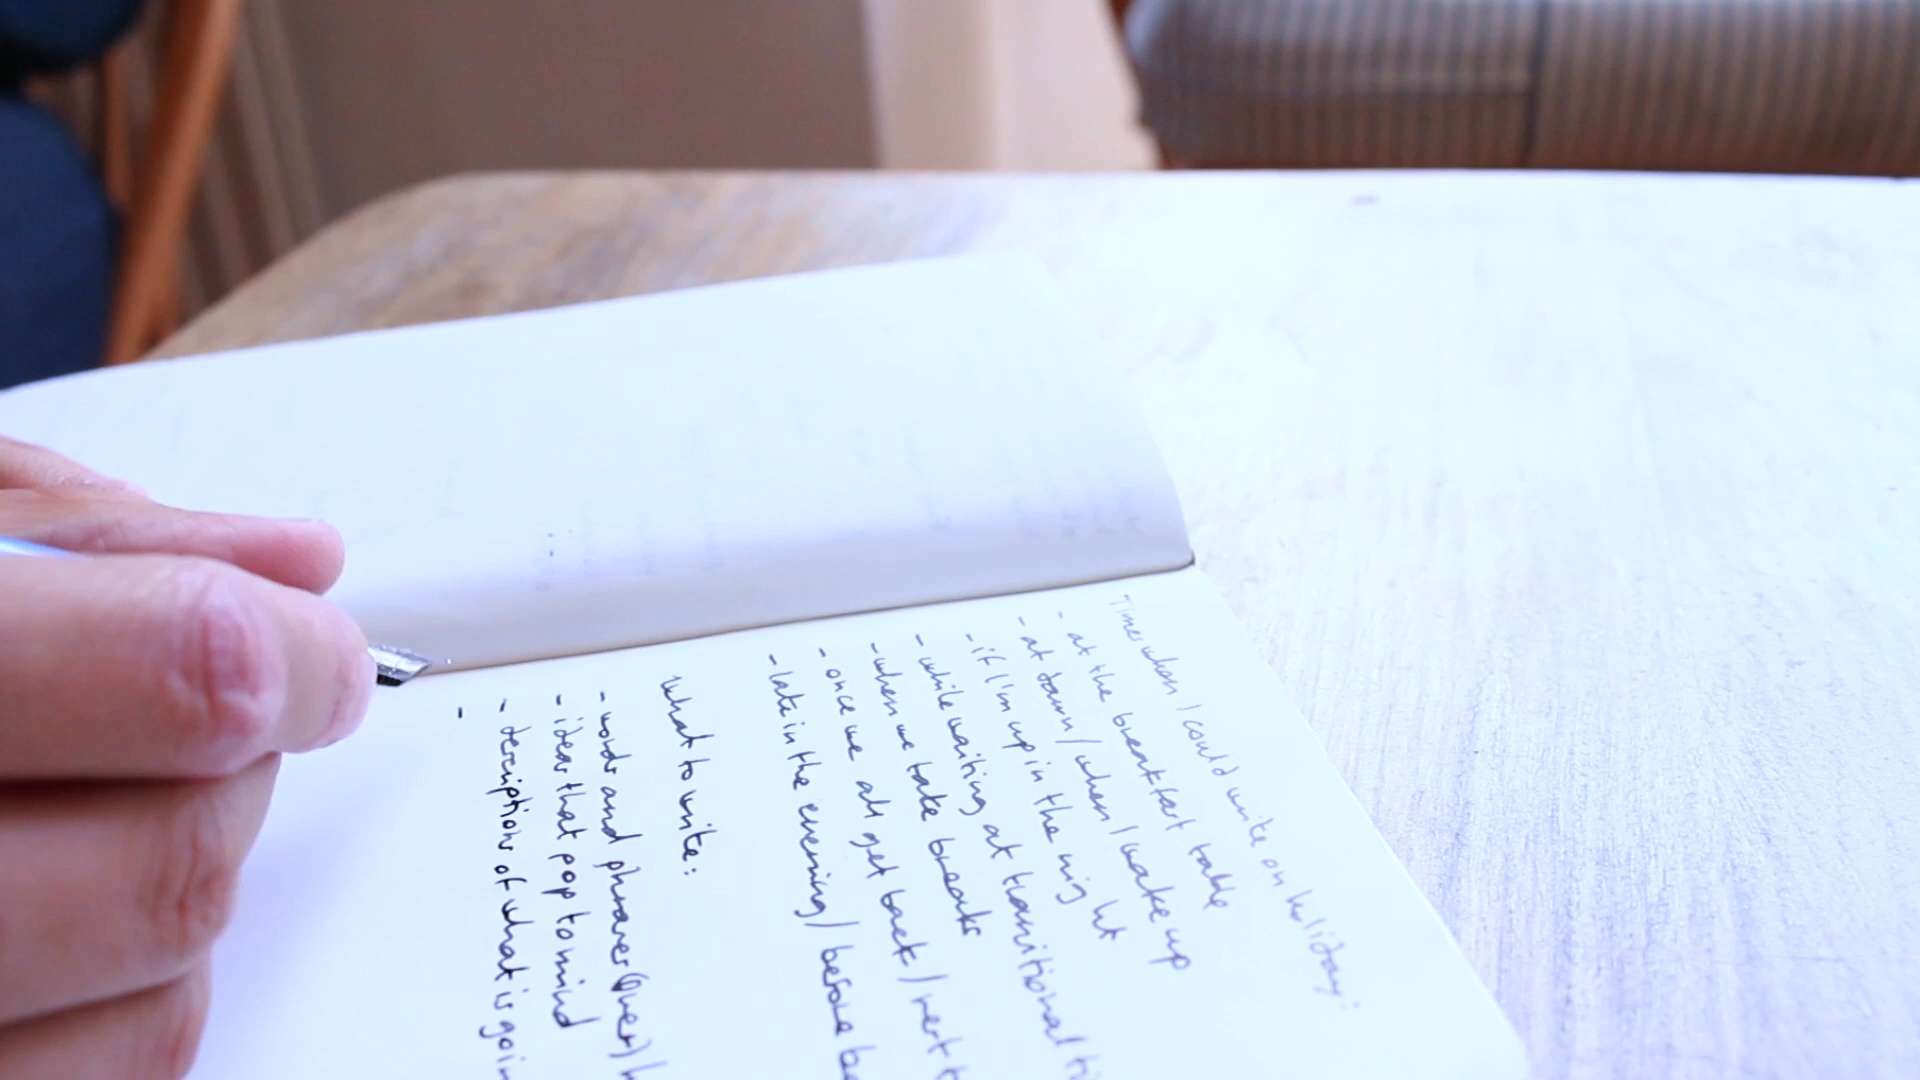 Times when I could write on holiday:
- at the breakfast table
- at dawn / when I wake up
- if I'm up in the night
- while waiting at transitional
- when we take breaks
- once we all get back / rest
- late in the evening / before
What to write:
- words and phrases
- ideas that pop to mind
- descriptions of what is
-